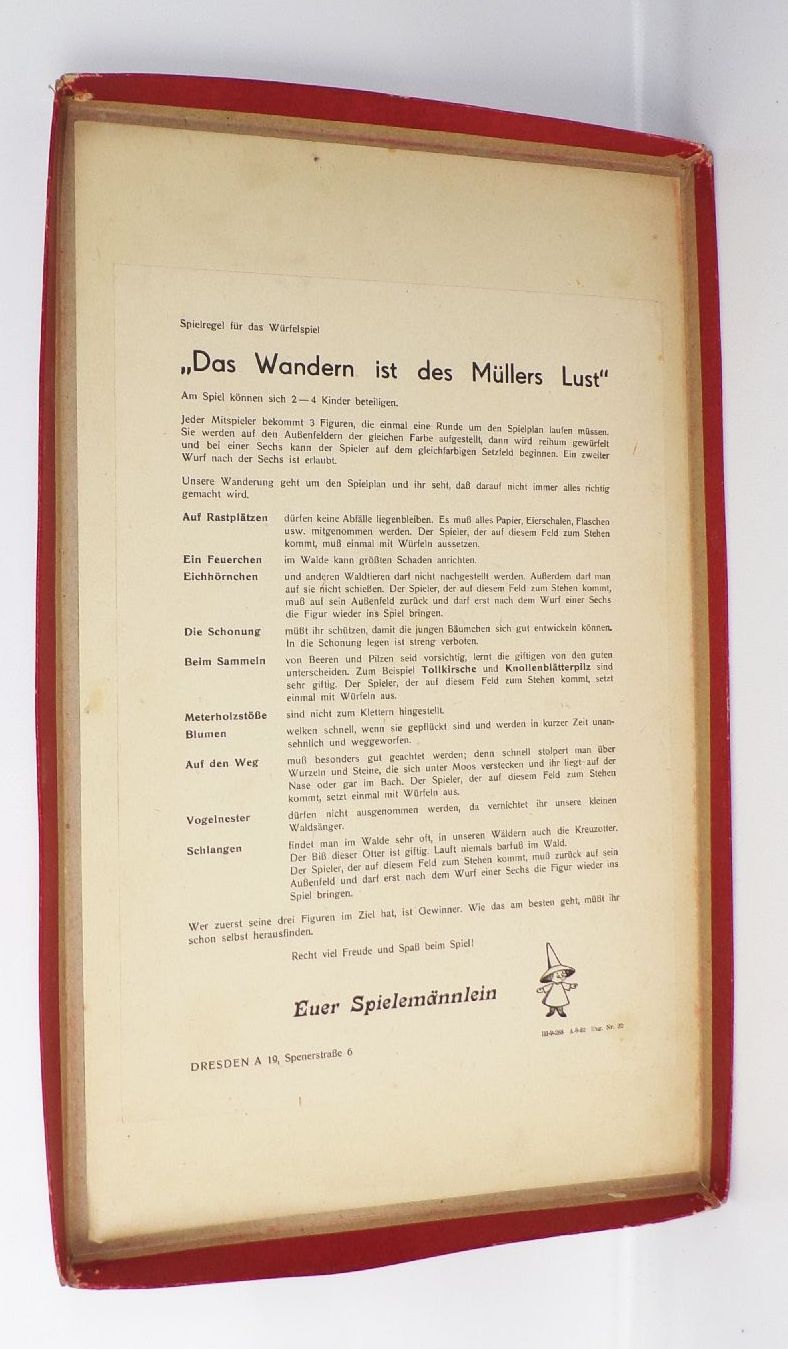 Spielregel für das Würfelspiel
„Das Wandern ist des Müllers Lust“
Am Spiel können sich 2—4 Kinder beteiligen.
Jeder Mitspieler bekommt 3 Figuren, die einmal eine Runde um den Spielplan laufen müssen.
Sie werden auf den Außenfeldern der gleichen Farbe aufgestellt, dann wird reihum gewürfelt
und bei einer Sechs kann der Spieler auf dem gleichfarbigen Setzfeld beginnen. Ein zweiter
Wurf nach der Sechs ist erlaubt.
Unsere Wanderung geht um den Spielplan und ihr seht, daß darauf nicht immer alles richtig
gemacht wird.
Auf Rastplätzen dürfen keine Abfälle liegenbleiben. Es muß alles Papier, Eierschalen, Flaschen
usw. mitgenommen werden. Der Spieler, der auf diesem Feld zum Stehen
kommt, muß einmal mit Würfeln aussetzen.
Ein Feuerchen im Walde kann größten Schaden anrichten.
Eichhörnchen und anderen Waldtieren darf nicht nachgestellt werden. Außerdem darf man
auf sie nicht schießen. Der Spieler, der auf diesem Feld zum Stehen kommt,
muß auf sein Außenfeld zurück und darf erst nach dem Wurf einer Sechs
die Figur wieder ins Spiel bringen.
Die Schonung müßt ihr schützen, damit die jungen Bäumchen sich gut entwickeln können.
In die Schonung legen ist streng verboten.
Beim Sammeln von Beeren und Pilzen seid vorsichtig, lernt die giftigen von den guten
unterscheiden. Zum Beispiel Tollkirsche und Knollenblätterpilz sind
sehr giftig. Der Spieler, der auf diesem Feld zum Stehen kommt, setzt
einmal mit Würfeln aus.
Meterholzstöße sind nicht zum Klettern hingestellt.
Blumen welken schnell, wenn sie gepflückt sind und werden in kurzer Zeit unan-
sehnlich und weggeworfen.
Auf den Weg muß besonders gut geachtet werden; denn schnell stolpert man über
Wurzeln und Steine, die sich unter Moos verstecken und ihr liegt auf der
Nase oder gar im Bach. Der Spieler, der auf diesem Feld zum Stehen
kommt, setzt einmal mit Würfeln aus.
Vogelnester dürfen nicht ausgenommen werden, da vernichtet ihr unsere kleinen
Waldsänger.
Schlangen findet man im Walde sehr oft, in unseren Wäldern auch die Kreuzotter.
Der Biß dieser Otter ist giftig. Lauft niemals barfuß im Wald.
Der Spieler, der auf diesem Feld zum Stehen kommt, muß zurück auf sein
Außenfeld und darf erst nach dem Wurf einer Sechs die Figur wieder ins
Spiel bringen.
Wer zuerst seine drei Figuren im Ziel hat, ist Gewinner. Wie das am besten geht, müßt ihr
schon selbst herausfinden.
Recht viel Freude und Spaß beim Spiel!
Euer Spielemännlein
DRESDEN A 19, Spenerstraße 6